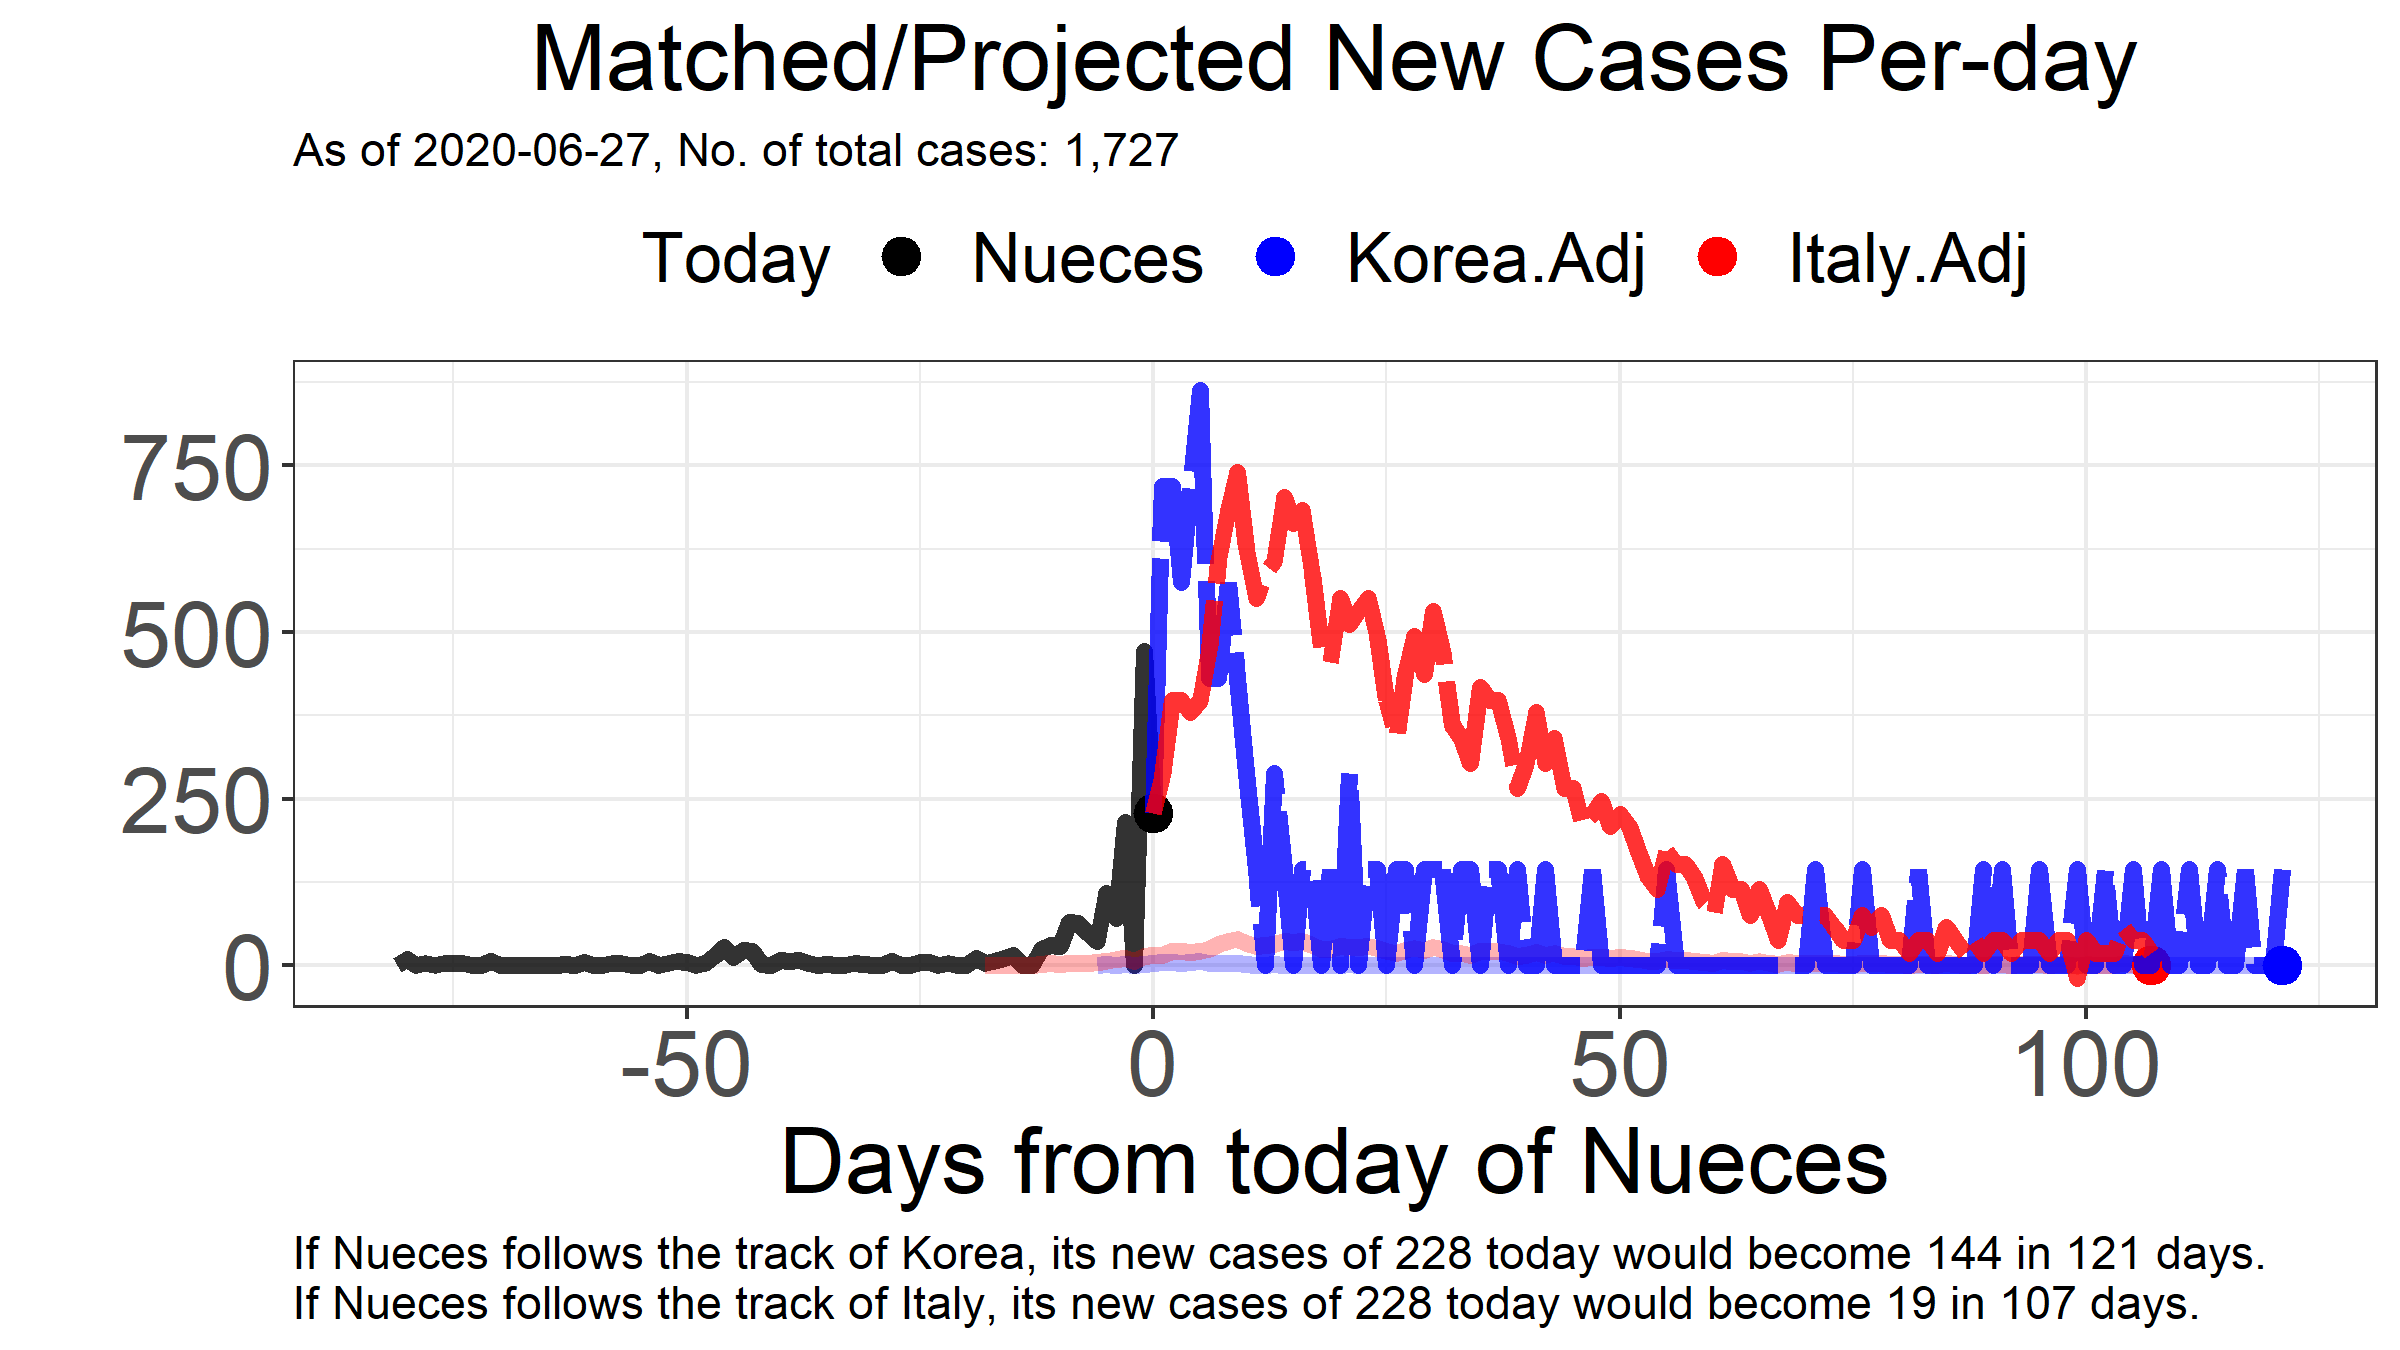 Matched/Projected New Cases Per-day
As of 2020-06-27, No. of total cases: 1,727
Today Nueces Korea.Adj Italy.Adj
750
500
250
0
-50 0 50 100
Days from today of Nueces
If Nueces follows the track of Korea, its new cases of 228 today would become 144 in 121 days.
If Nueces follows the track of Italy, its new cases of 228 today would become 19 in 107 days.